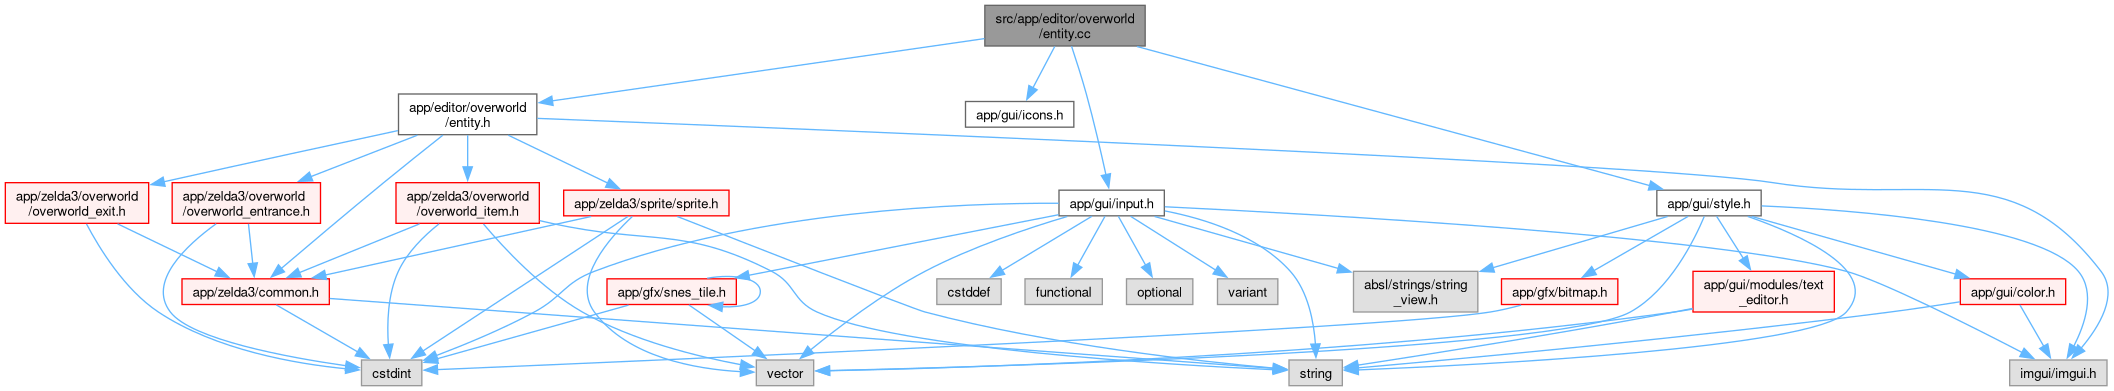 src/app/editor/overworld
/entity.cc
app/editor/overworld
/entity.h
app/gui/icons.h
app/zelda3/overworld
/overworld_exit.h
app/zelda3/overworld
/overworld_entrance.h
app/zelda3/overworld
/overworld_item.h
app/zelda3/sprite/sprite.h
app/gui/input.h
app/gui/style.h
app/zelda3/common.h
app/gfx/snes_tile.h
cstddef
functional
optional
variant
absl/strings/string
_view.h
app/gfx/bitmap.h
app/gui/modules/text
_editor.h
app/gui/color.h
cstdint
vector
string
imgui/imgui.h